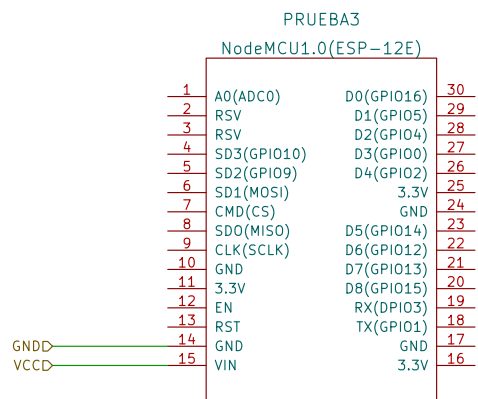 PRUEBA3
NodeMCU1.0(ESP-12E)
1 A0(ADC0) D0(GPIO16) 30
2 RSV D1(GPIO5) 29
3 RSV D2(GPIO4) 28
4 SD3(GPIO10) D3(GPIO0) 27
5 SD2(GPIO9) D4(GPIO2) 26
6 SD1(MOSI) 3.3V 25
7 CMD(CS) GND 24
8 SDO(MISO) D5(GPIO14) 23
9 CLK(SCLK) D6(GPIO12) 22
10 GND D7(GPIO13) 21
11 3.3V D8(GPIO15) 20
12 EN RX(DPIO3) 19
13 RST TX(GPIO1) 18
GND 14 GND GND 17
VCC 15 VIN 3.3V 16